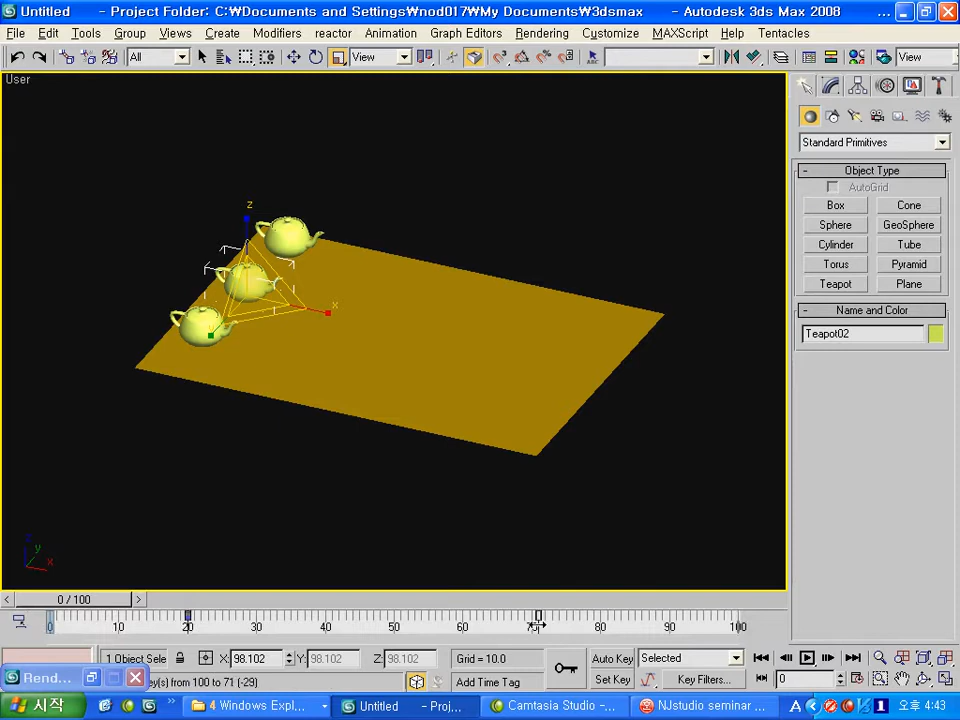 Untitled - Project Folder: C:₩Documents and Settings₩nod017₩My Documents₩3dsmax - Autodesk 3ds Max 2008 ...
File Edit Tools Group Views Create Modifiers reactor Animation Graph Editors Rendering Customize MAXScript Help Tentacles
All View View
User
Standard Primitives
- Object Type
AutoGrid
Box Cone
Sphere GeoSphere
Cylinder Tube
Torus Pyramid
Teapot Plane
- Name and Color
Teapot02
z
x
z
y
x
< 0 / 100 >
0 10 20 30 40 50 60 70 80 90 100
1 Object Sele X: 98.102 Y: 98.102 Z: 98.102 Grid = 10.0 Auto Key Selected
Rend... key(s) from 100 to 71 (-29) Add Time Tag Set Key Key Filters... 0
시작 4 Windows Expl... Untitled - Proj... Camtasia Studio -... NJstudio seminar ... A 오후 4:43